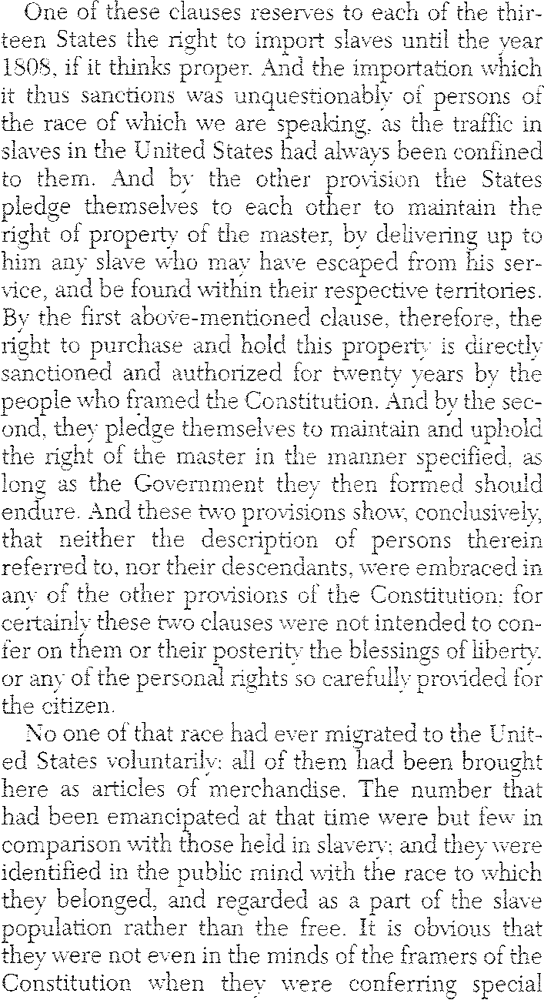 One of these clauses reserves to each of the thir-
teen States the right to import slaves until the year
1808, if it thinks proper. And the importation which
it thus sanctions was unquestionably of persons of
the race of which we are speaking, as the traffic in
slaves in the United States had always been confined
to them. And by the other provision the States
pledge themselves to each other to maintain the
right of property of the master, by delivering up to
him any slave who may have escaped from his ser-
vice, and be found within their respective territories.
By the first above-mentioned clause, therefore, the
right to purchase and hold this property is directly
sanctioned and authorized for twenty years by the
people who framed the Constitution. And by the sec-
ond, they pledge themselves to maintain and uphold
the right of the master in the manner specified, as
long as the Government they then formed should
endure. And these two provisions show, conclusively,
that neither the description of persons therein
referred to, nor their descendants, were embraced in
any of the other provisions of the Constitution; for
certainly these two clauses were not intended to con-
fer on them or their posterity the blessings of liberty,
or any of the personal rights so carefully provided for
the citizen.
No one of that race had ever migrated to the Unit-
ed States voluntarily; all of them had been brought
here as articles of merchandise. The number that
had been emancipated at that time were but few in
comparison with those held in slavery; and they were
identified in the public mind with the race to which
they belonged, and regarded as a part of the slave
population rather than the free. It is obvious that
they were not even in the minds of the framers of the
Constitution when they were conferring special